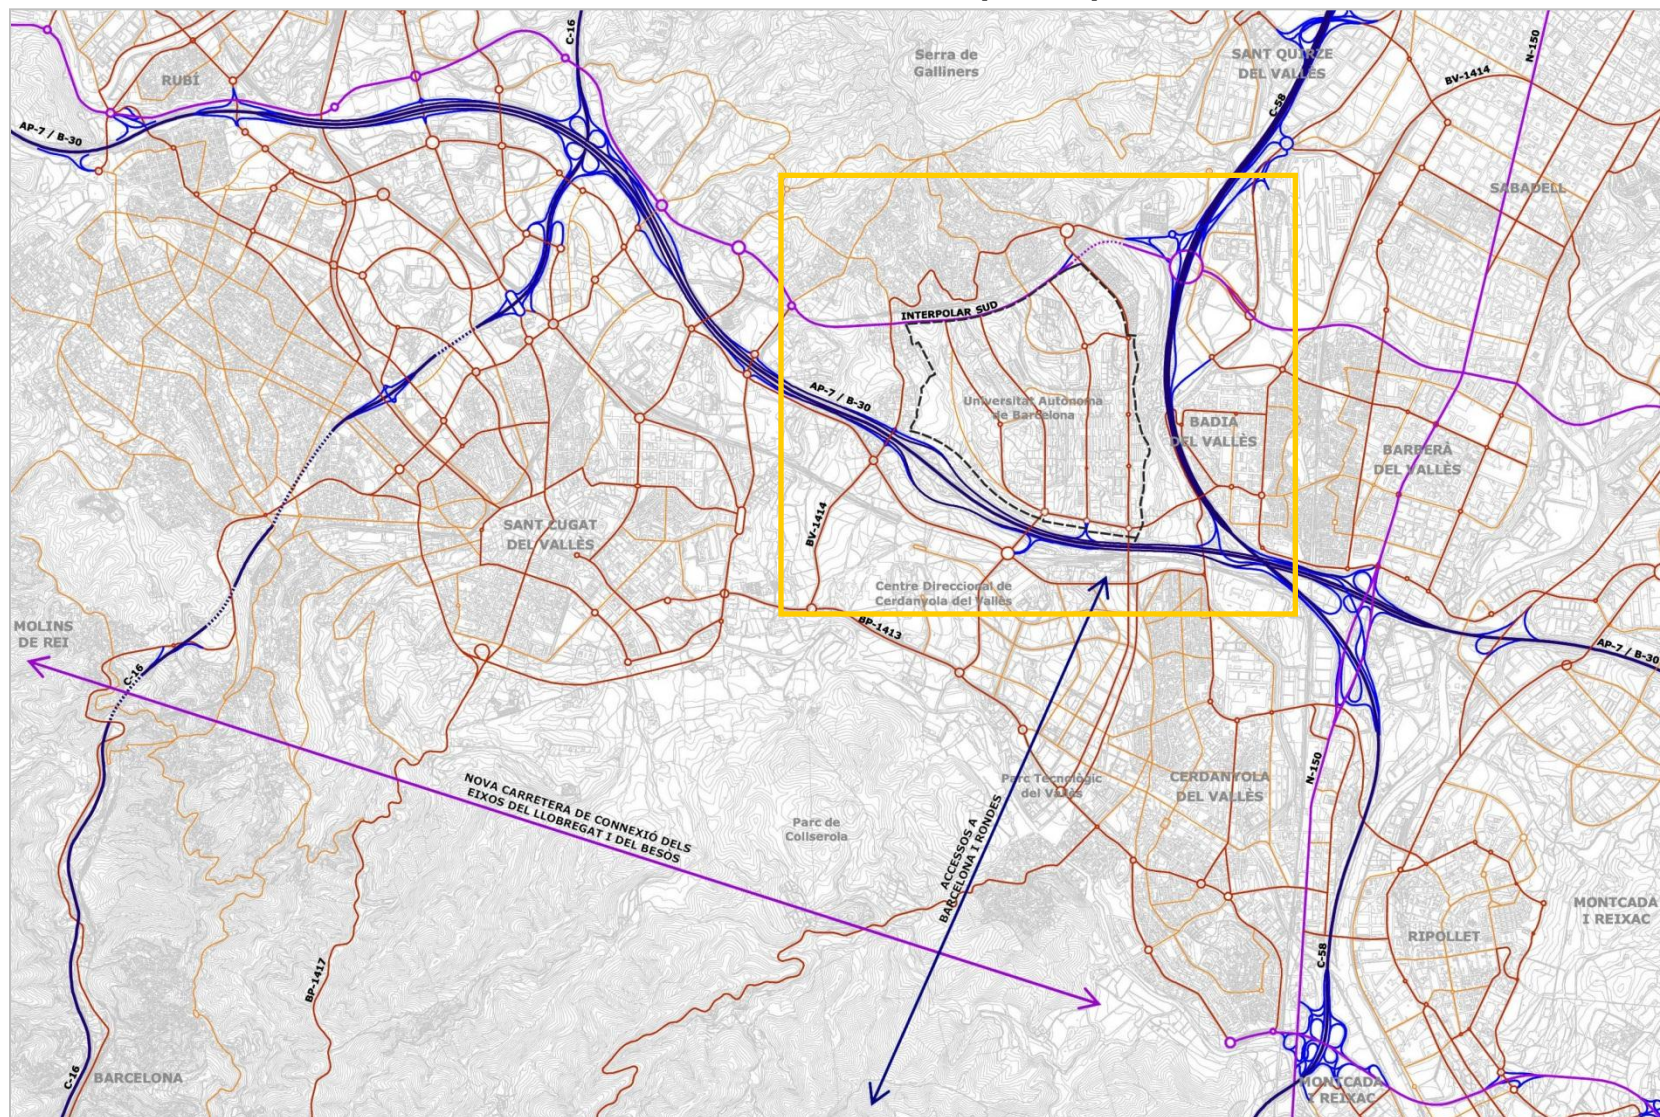 C-16
Serra de
Galliners
SANT QUIRZE
DEL VALLÈS
N-150
RUBÍ
BV-1414
C-58
AP-7 / B-30
SABADELL
INTERPOLAR SUD
AP-7 / B-30
Universitat Autònoma
de Barcelona
BADIA
DEL VALLÈS
BARBERÀ
DEL VALLÈS
BV-1414
SANT CUGAT
DEL VALLÈS
Centre Direccional de
Cerdanyola del Vallès
BP-1413
MOLINS
DE REI
AP-7 / B-30
C-16
NOVA CARRETERA DE CONNEXIÓ DELS
EIXOS DEL LLOBREGAT I DEL BESÒS
Parc Tecnològic
del Vallès
CERDANYOLA
DEL VALLÈS
N-150
Parc de
Collserola
ACCESSOS A
BARCELONA I RONDES
MONTCADA
I REIXAC
RIPOLLET
C-58
BP-1417
C-16
BARCELONA
MONTCADA
I REIXAC